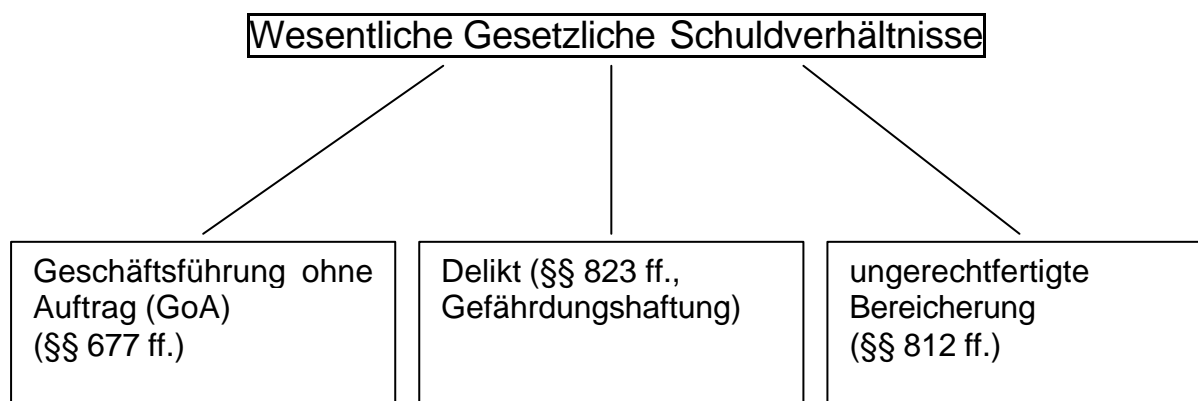 Wesentliche Gesetzliche Schuldverhältnisse
Geschäftsführung ohne
Auftrag (GoA)
(§§ 677 ff.)
Delikt (§§ 823 ff.,
Gefährdungshaftung)
ungerechtfertigte
Bereicherung
(§§ 812 ff.)